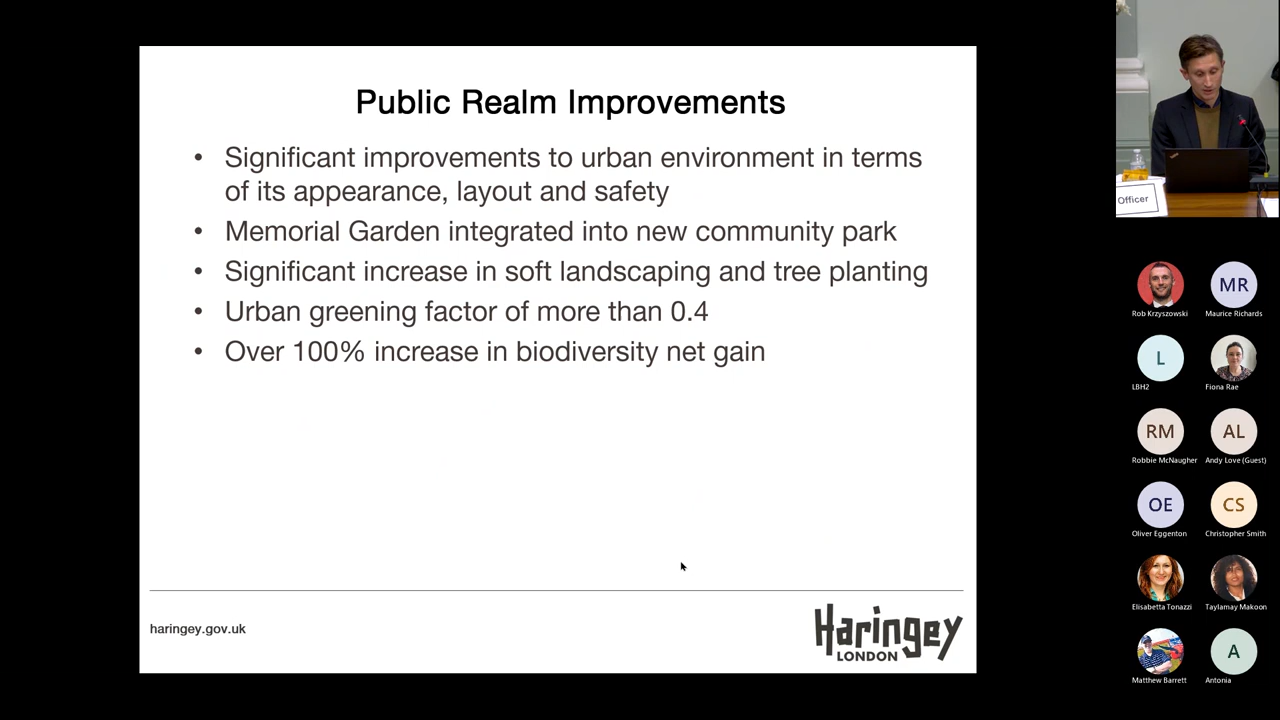 Public Realm Improvements
• Significant improvements to urban environment in terms
of its appearance, layout and safety
• Memorial Garden integrated into new community park
• Significant increase in soft landscaping and tree planting
• Urban greening factor of more than 0.4
• Over 100% increase in biodiversity net gain
haringey.gov.uk
Haringey
LONDON
Officer
Rob Krzyszowski
MR
Maurice Richards
L
LBH2
Fiona Rae
RM
Robbie McNaugher
AL
Andy Love (Guest)
OE
Oliver Eggenton
CS
Christopher Smith
Elisabetta Tonazzi
Taylamay Makoon
Matthew Barrett
A
Antonia